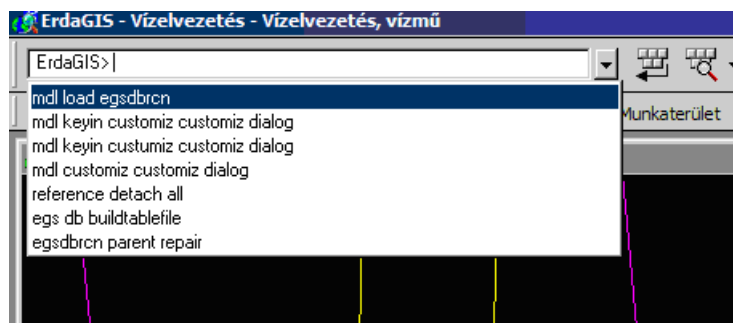 ErdaGIS - Vízelvezetés - Vízelvezetés, vízmű
ErdaGIS>
mdl load egsdbrcn
mdl keyin customiz customiz dialog
mdl keyin custumiz customiz dialog
mdl customiz customiz dialog
reference detach all
egs db buildtablefile
egsdbrcn parent repair
Munkaterület